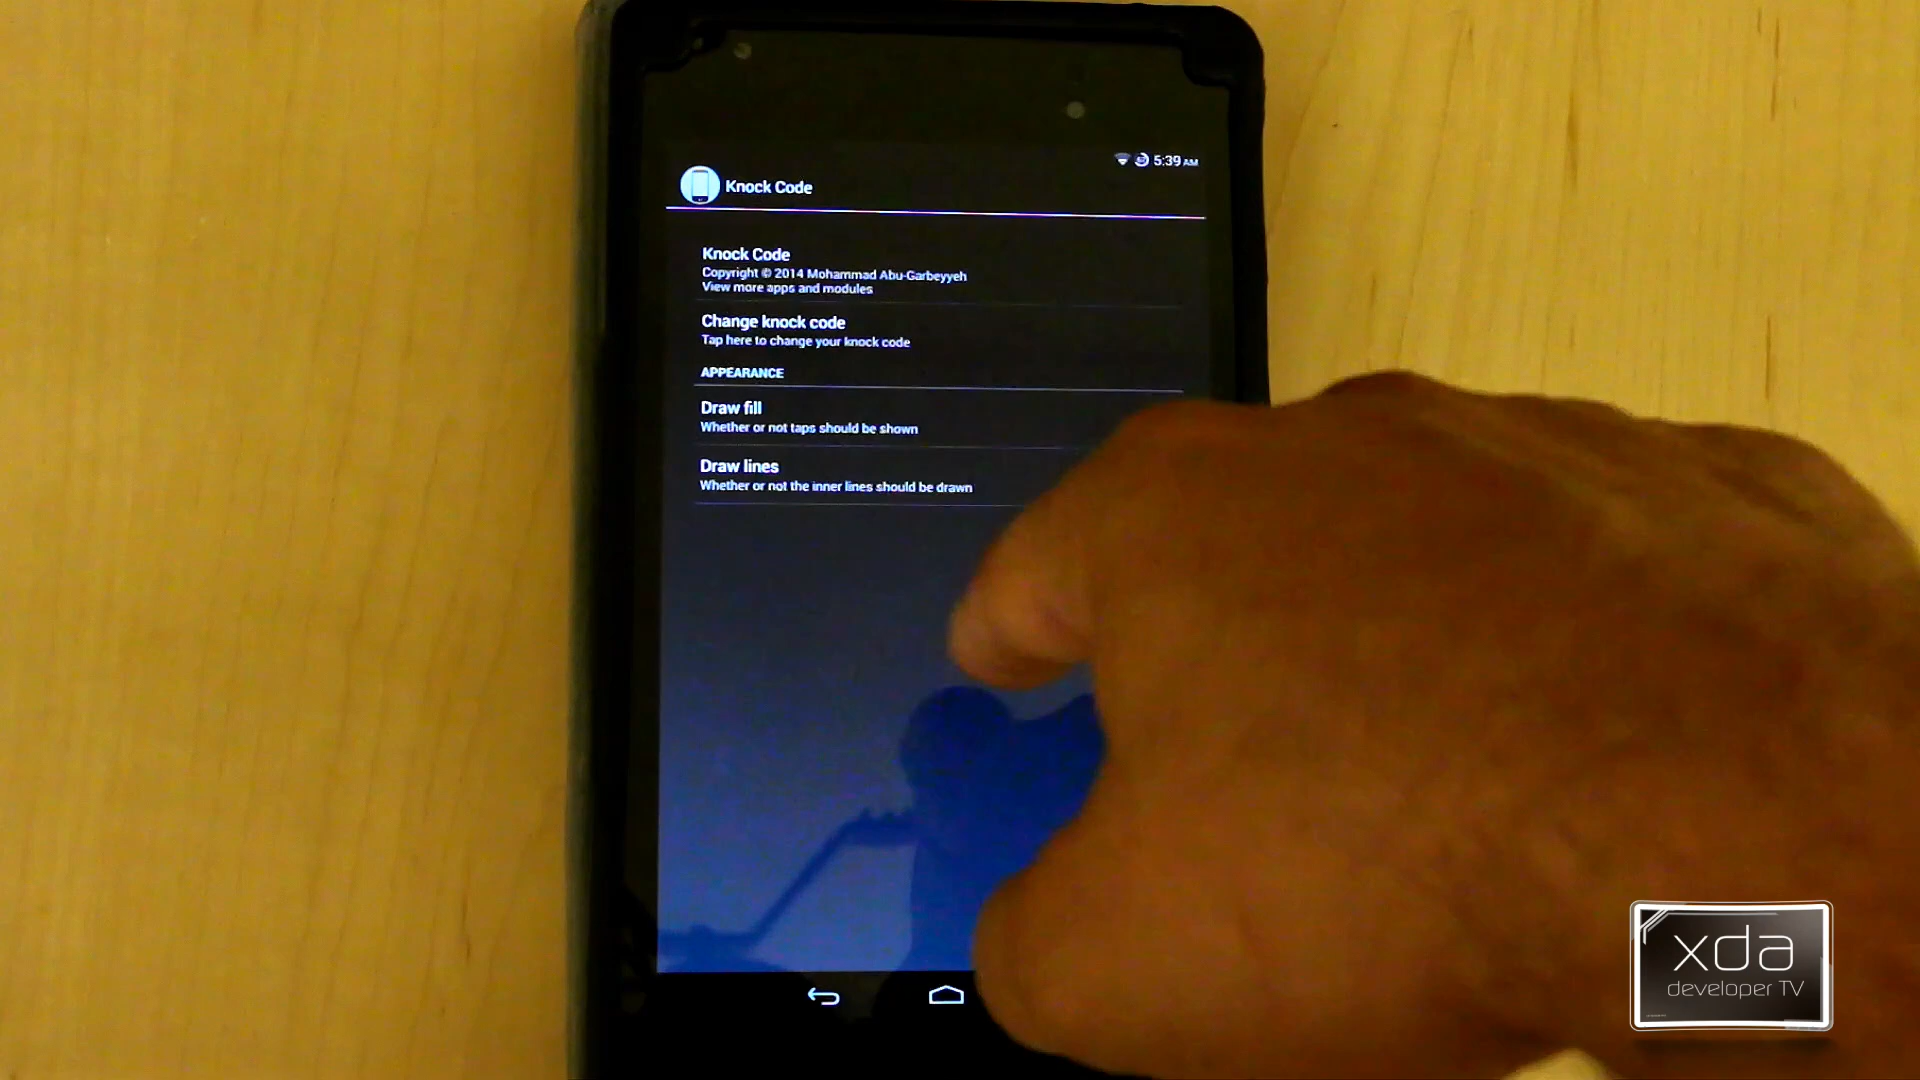 5:39 AM
Knock Code
Knock Code
Copyright © 2014 Mohammad Abu-Garbeyyeh
View more apps and modules
Change knock code
Tap here to change your knock code
APPEARANCE
Draw fill
Whether or not taps should be shown
Draw lines
Whether or not the inner lines should be drawn
xda
developer TV